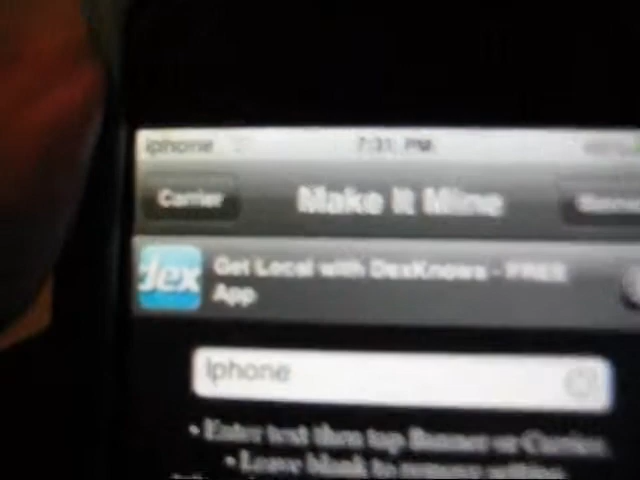 Iphone 7:31 PM
Carrier Make It Mine
dex Get Local with DexKnows - FREE
App
Iphone
• Enter text then tap Banner or Carrier.
• Leave blank to remove setting.